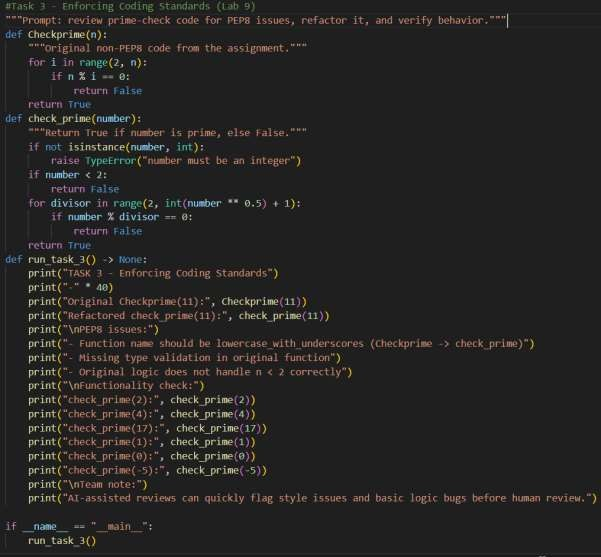 #Task 3 - Enforcing Coding Standards (Lab 9)
"""Prompt: review prime-check code for PEP8 issues, refactor it, and verify behavior."""
def Checkprime(n):
    """Original non-PEP8 code from the assignment."""
    for i in range(2, n):
        if n % i == 0:
            return False
    return True
def check_prime(number):
    """Return True if number is prime, else False."""
    if not isinstance(number, int):
        raise TypeError("number must be an integer")
    if number < 2:
        return False
    for divisor in range(2, int(number ** 0.5) + 1):
        if number % divisor == 0:
            return False
    return True
def run_task_3() -> None:
    print("TASK 3 - Enforcing Coding Standards")
    print("-" * 40)
    print("Original Checkprime(11):", Checkprime(11))
    print("Refactored check_prime(11):", check_prime(11))
    print("\nPEP8 issues:")
    print("- Function name should be lowercase_with_underscores (Checkprime -> check_prime)")
    print("- Missing type validation in original function")
    print("- Original logic does not handle n < 2 correctly")
    print("\nFunctionality check:")
    print("check_prime(2):", check_prime(2))
    print("check_prime(4):", check_prime(4))
    print("check_prime(17):", check_prime(17))
    print("check_prime(1):", check_prime(1))
    print("check_prime(0):", check_prime(0))
    print("check_prime(-5):", check_prime(-5))
    print("\nTeam note:")
    print("AI-assisted reviews can quickly flag style issues and basic logic bugs before human review.")
if __name__ == "__main__":
    run_task_3()